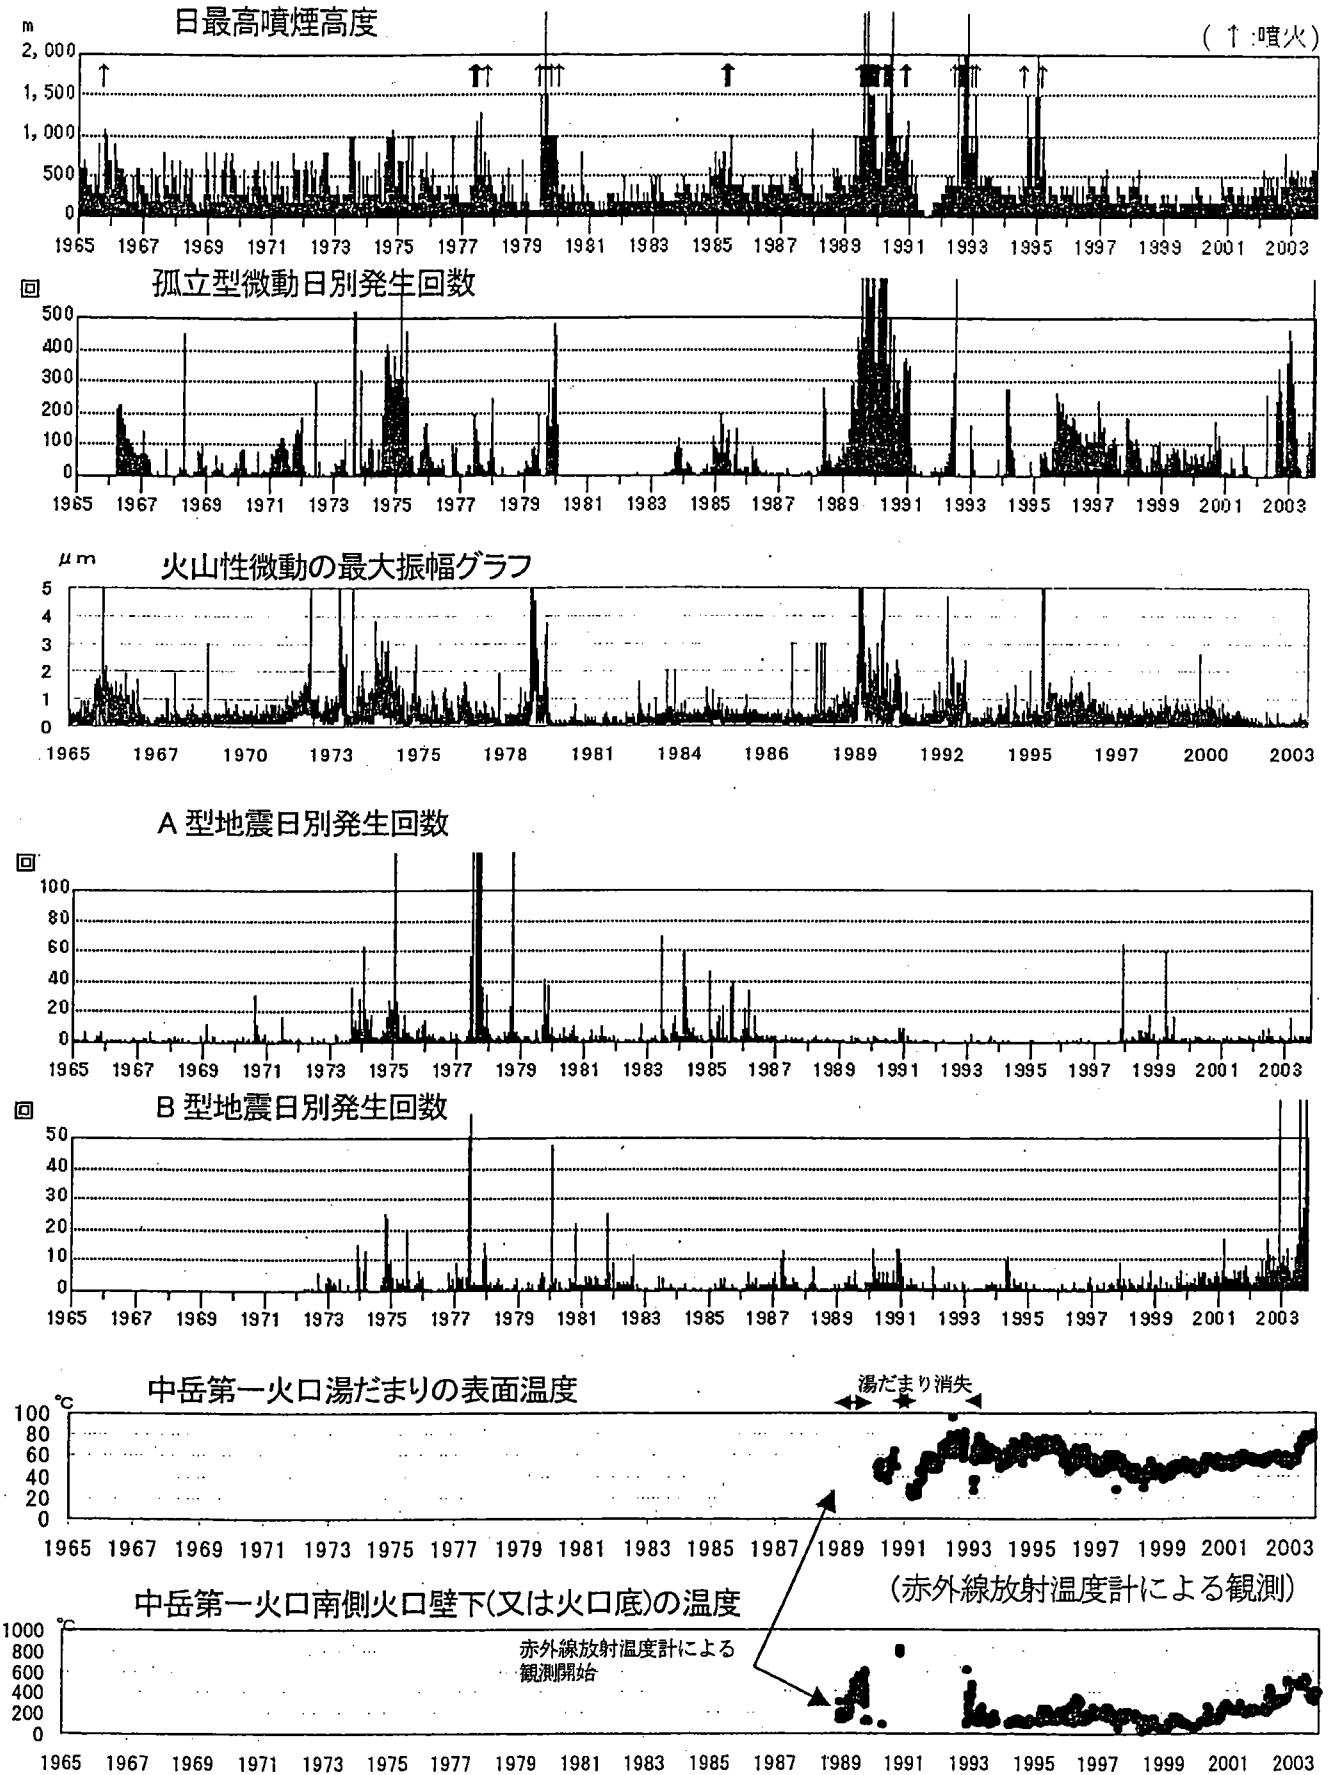 日最高噴煙高度
m
(↑:噴火)
2,000
1,500
1,000
500
0
1965 1967 1969 1971 1973 1975 1977 1979 1981 1983 1985 1987 1989 1991 1993 1995 1997 1999 2001 2003
孤立型微動日別発生回数
回
500
400
300
200
100
0
1965 1967 1969 1971 1973 1975 1977 1979 1981 1983 1985 1987 1989 1991 1993 1995 1997 1999 2001 2003
μm
火山性微動の最大振幅グラフ
5
4
3
2
1
0
1965 1967 1970 1973 1975 1978 1981 1984 1986 1989 1992 1995 1997 2000 2003
A型地震日別発生回数
回
100
80
60
40
20
0
1965 1967 1969 1971 1973 1975 1977 1979 1981 1983 1985 1987 1989 1991 1993 1995 1997 1999 2001 2003
B型地震日別発生回数
回
50
40
30
20
10
0
1965 1967 1969 1971 1973 1975 1977 1979 1981 1983 1985 1987 1989 1991 1993 1995 1997 1999 2001 2003
中岳第一火口湯だまりの表面温度
湯だまり消失
℃
100
80
60
40
20
0
1965 1967 1969 1971 1973 1975 1977 1979 1981 1983 1985 1987 1989 1991 1993 1995 1997 1999 2001 2003
(赤外線放射温度計による観測)
中岳第一火口南側火口壁下(又は火口底)の温度
℃
1000
800
600
400
200
0
赤外線放射温度計による
観測開始
1965 1967 1969 1971 1973 1975 1977 1979 1981 1983 1985 1987 1989 1991 1993 1995 1997 1999 2001 2003